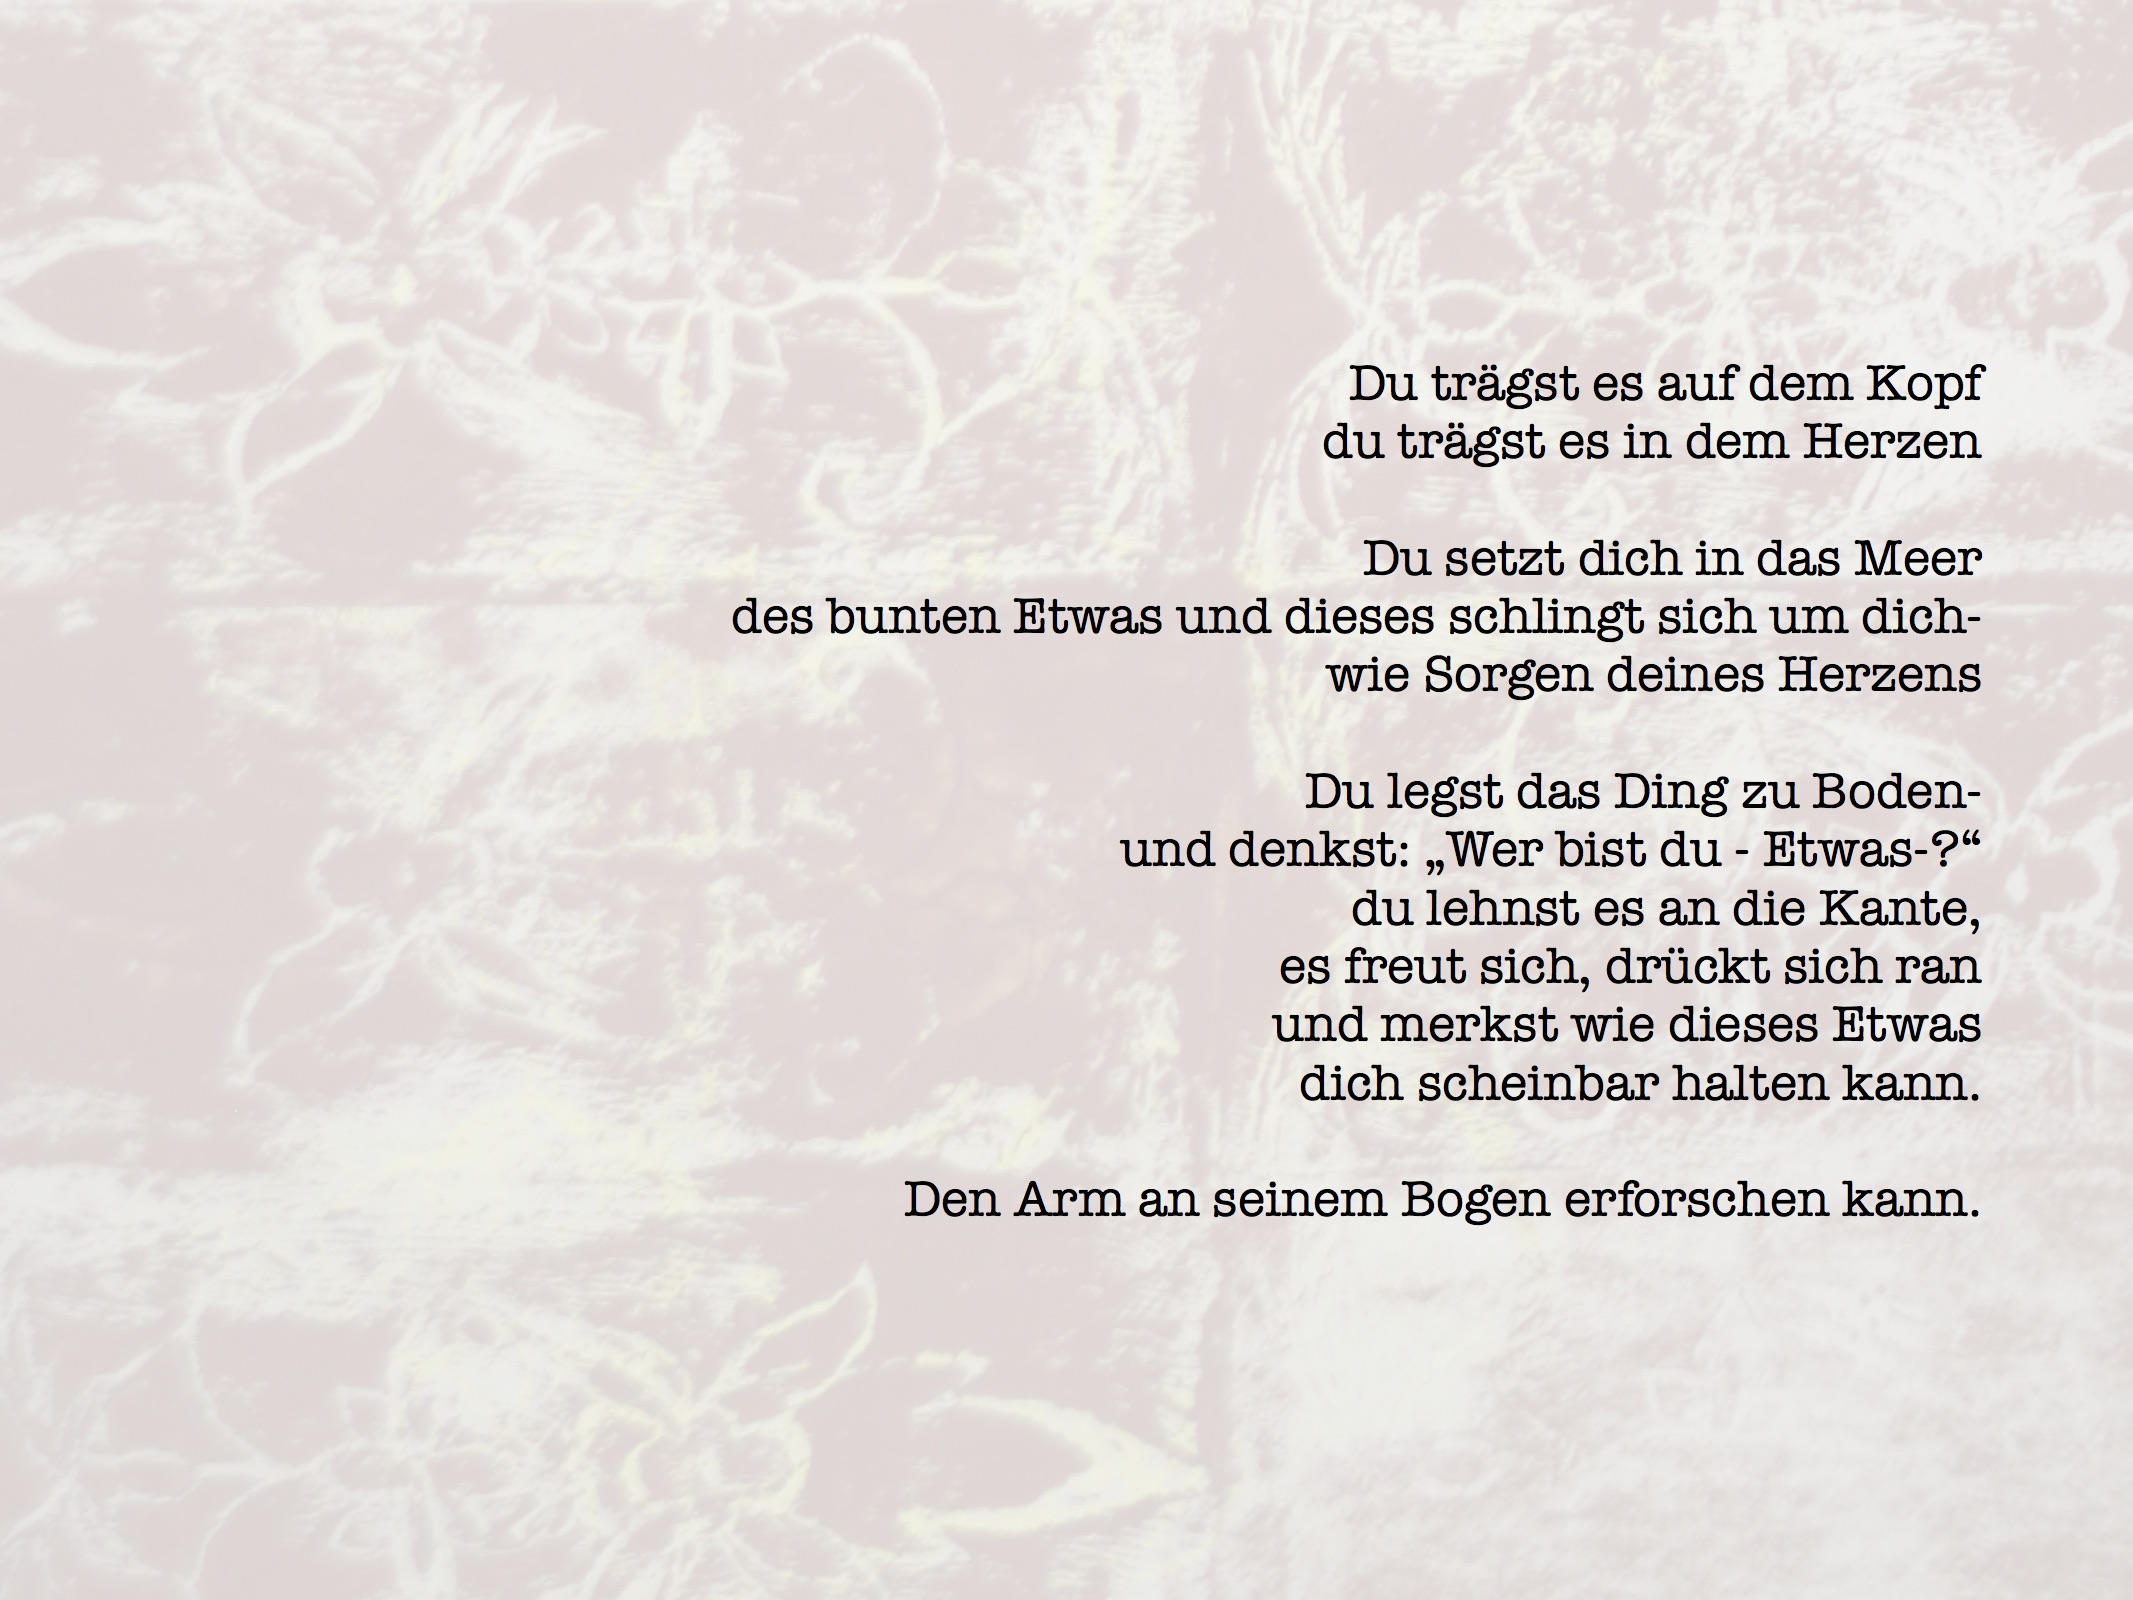 Du trägst es auf dem Kopf
du trägst es in dem Herzen
Du setzt dich in das Meer
des bunten Etwas und dieses schlingt sich um dich-
wie Sorgen deines Herzens
Du legst das Ding zu Boden-
und denkst: „Wer bist du - Etwas-?“
du lehnst es an die Kante,
es freut sich, drückt sich ran
und merkst wie dieses Etwas
dich scheinbar halten kann.
Den Arm an seinem Bogen erforschen kann.